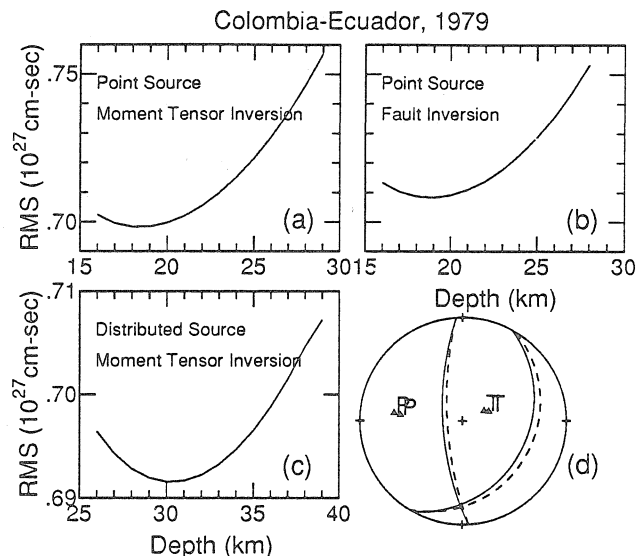 Colombia-Ecuador, 1979
.75
.70
RMS (10^27 cm-sec)
Point Source
Moment Tensor Inversion
(a)
15 20 25 30
Point Source
Fault Inversion
(b)
15 20 25 30
Depth (km)
.71
.70
.69
RMS (10^27 cm-sec)
Distributed Source
Moment Tensor Inversion
(c)
25 30 35 40
Depth (km)
P P
T T
(d)